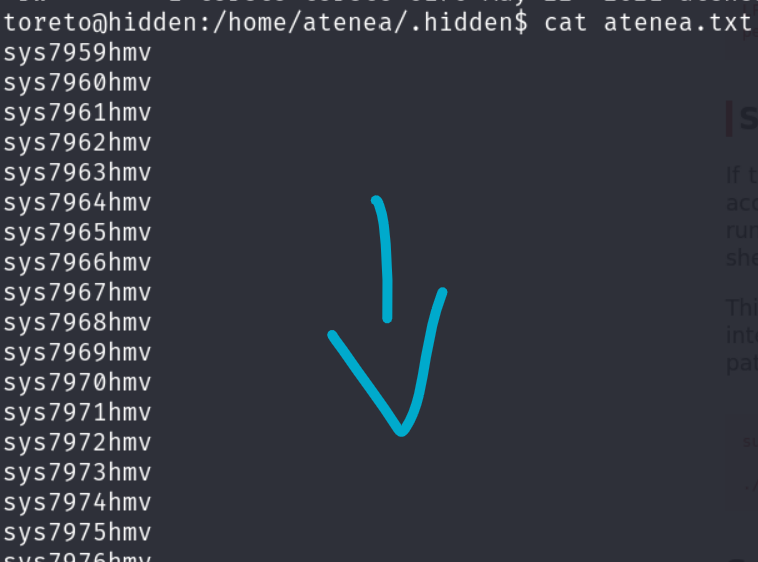 toreto@hidden:/home/atenea/.hidden$ cat atenea.txt
sys7959hmv
sys7960hmv
sys7961hmv
sys7962hmv
sys7963hmv
sys7964hmv
sys7965hmv
sys7966hmv
sys7967hmv
sys7968hmv
sys7969hmv
sys7970hmv
sys7971hmv
sys7972hmv
sys7973hmv
sys7974hmv
sys7975hmv
sys7976hmv